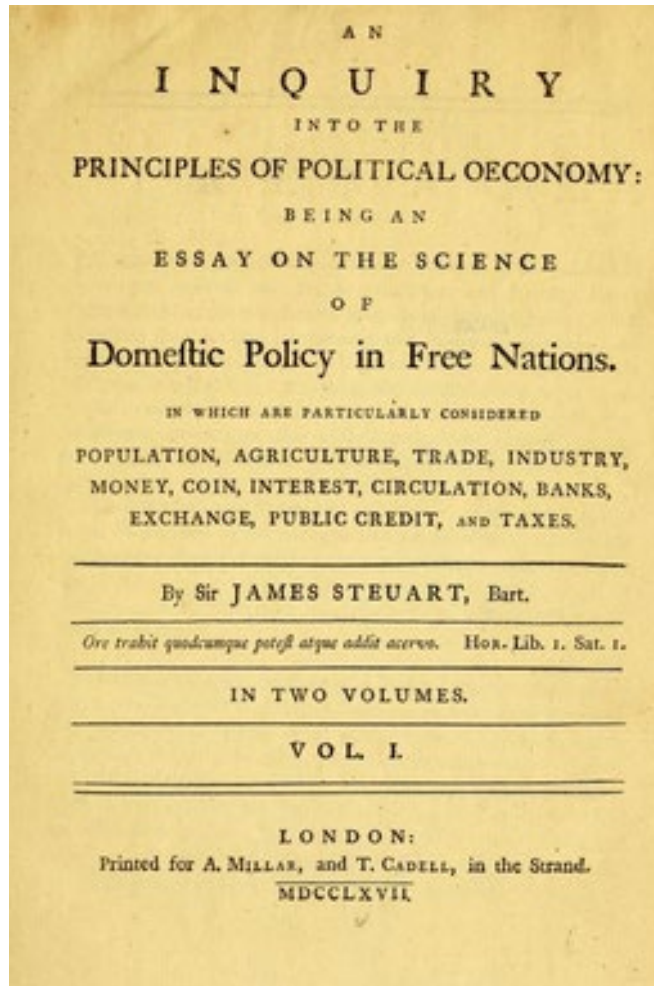 AN
INQUIRY
INTO THE
PRINCIPLES OF POLITICAL OECONOMY:
BEING AN
ESSAY ON THE SCIENCE
OF
Domeſtic Policy in Free Nations.
IN WHICH ARE PARTICULARLY CONSIDERED
POPULATION, AGRICULTURE, TRADE, INDUSTRY,
MONEY, COIN, INTEREST, CIRCULATION, BANKS,
EXCHANGE, PUBLIC CREDIT, AND TAXES.
By Sir JAMES STEUART, Bart.
Ore trahit quodcumque poteſt atque addit acervo. HOR. Lib. 1. Sat. 1.
IN TWO VOLUMES.
VOL. I.
LONDON:
Printed for A. MILLAR, and T. CADELL, in the Strand.
MDCCLXVII.